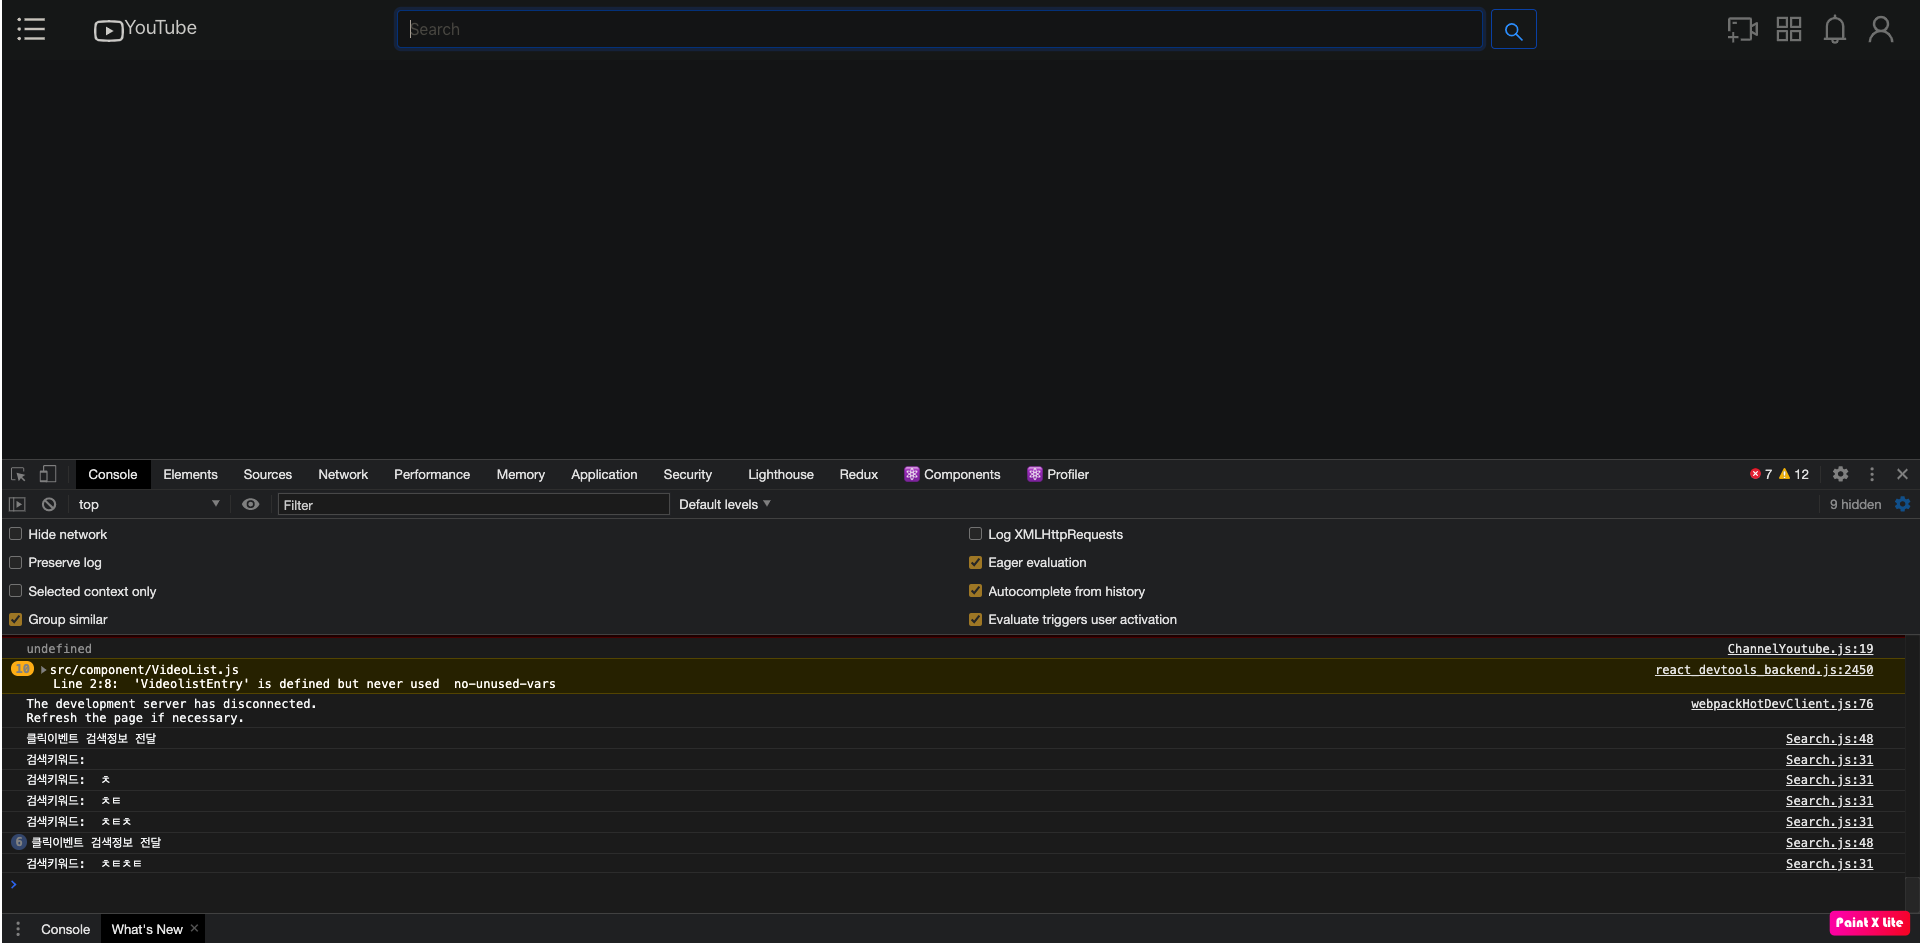 YouTube
Search
Console Elements Sources Network Performance Memory Application Security Lighthouse Redux Components Profiler 7 12
top Filter Default levels 9 hidden
Hide network Log XMLHttpRequests
Preserve log Eager evaluation
Selected context only Autocomplete from history
Group similar Evaluate triggers user activation
undefined ChannelYoutube.js:19
10 src/component/VideoList.js react_devtools_backend.js:2450
Line 2:8: 'VideolistEntry' is defined but never used no-unused-vars
The development server has disconnected. webpackHotDevClient.js:76
Refresh the page if necessary.
클릭이벤트 검색정보 전달 Search.js:48
검색키워드: Search.js:31
검색키워드: ㅊ Search.js:31
검색키워드: ㅊㅌ Search.js:31
검색키워드: ㅊㅌㅊ Search.js:31
6 클릭이벤트 검색정보 전달 Search.js:48
검색키워드: ㅊㅌㅊㅌ Search.js:31
Console What's New
Paint X Lite